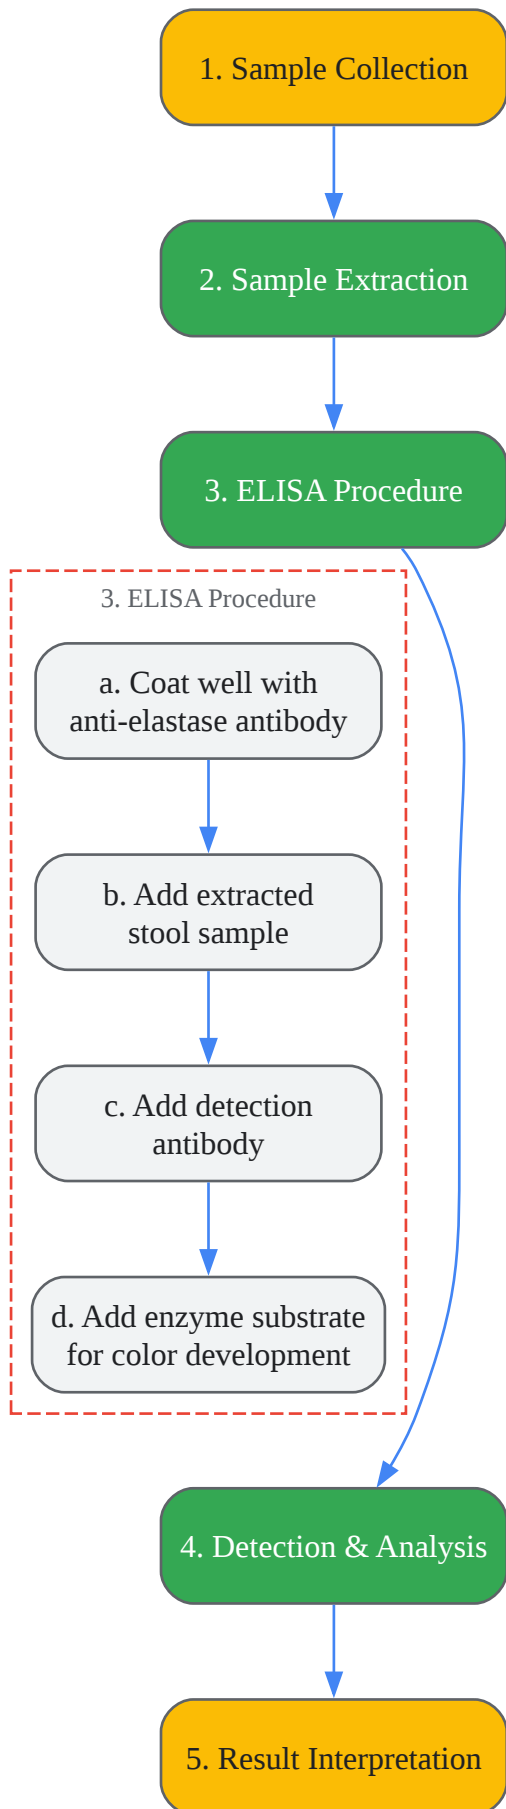 1. Sample Collection
2. Sample Extraction
3. ELISA Procedure
3. ELISA Procedure
a. Coat well with
anti-elastase antibody
b. Add extracted
stool sample
c. Add detection
antibody
d. Add enzyme substrate
for color development
4. Detection & Analysis
5. Result Interpretation